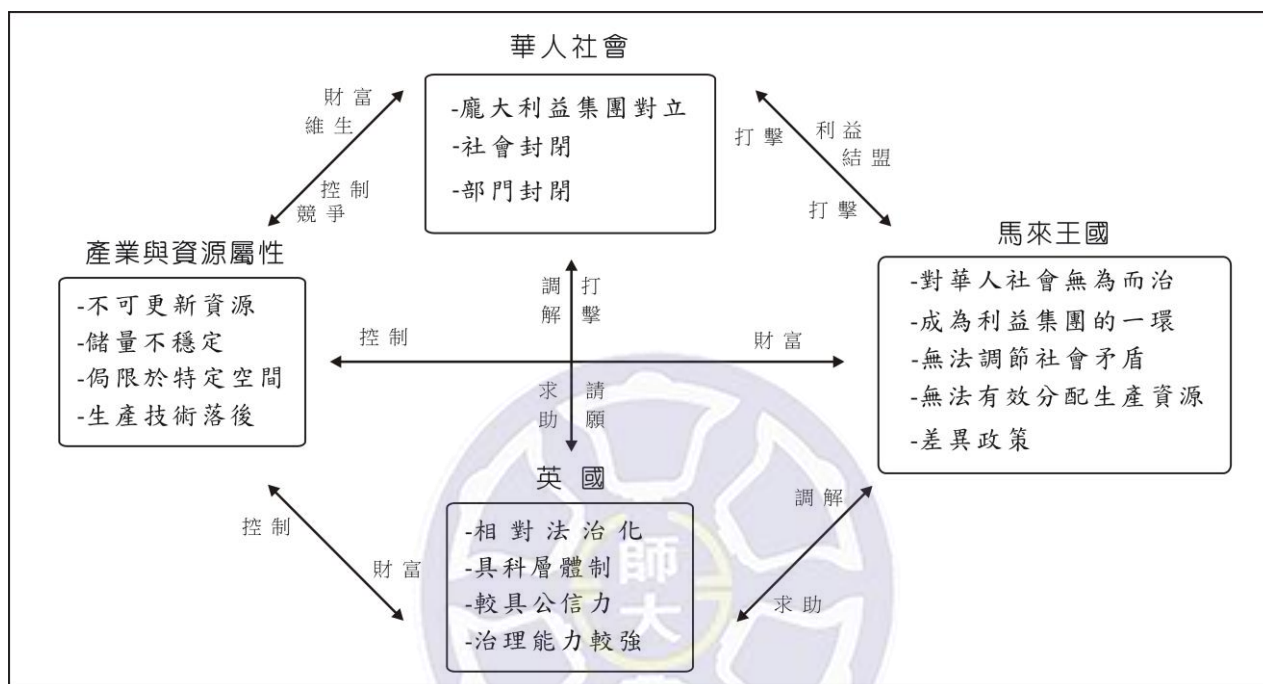 華人社會
-龐大利益集團對立
-社會封閉
-部門封閉
財富
維生
控制
競爭
打擊
利益
結盟
打擊
產業與資源屬性
-不可更新資源
-儲量不穩定
-侷限於特定空間
-生產技術落後
馬來王國
-對華人社會無為而治
-成為利益集團的一環
-無法調節社會矛盾
-無法有效分配生產資源
-差異政策
調解
打擊
控制
財富
求助
請願
英國
-相對法治化
-具科層體制
-較具公信力
-治理能力較強
控制
財富
調解
求助
師大